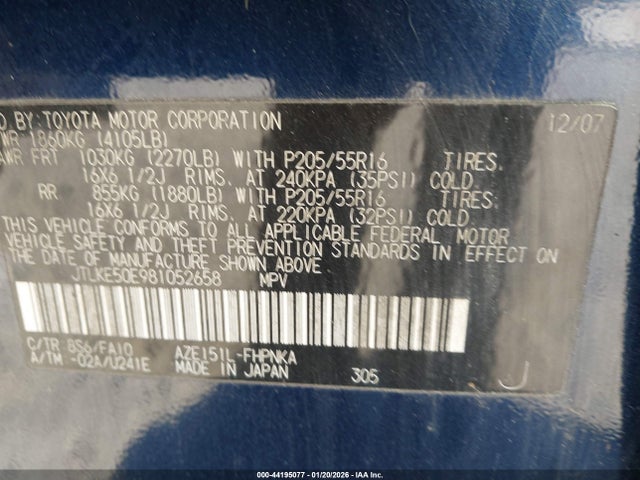 D BY TOYOTA MOTOR CORPORATION 12/07
WR 1860KG (4105LB)
AWR FRT 1030KG (2270LB) WITH P205/55R16 TIRES,
16X6 1/2J RIMS, AT 240KPA (35PSI) COLD.
RR 855KG (1880LB) WITH P205/55R16 TIRES,
16X6 1/2J RIMS, AT 220KPA (32PSI) COLD.
THIS VEHICLE CONFORMS TO ALL APPLICABLE FEDERAL MOTOR
VEHICLE SAFETY AND THEFT PREVENTION STANDARDS IN EFFECT ON
THE DATE OF MANUFACTURE SHOWN ABOVE.
JTLKE50E981052658 MPV
C/TR 8S6/FA10 AZE151L-FHPNKA
A/TM -02A/U241E MADE IN JAPAN 305 J
000-44195077 - 01/20/2026 - IAAI Inc.